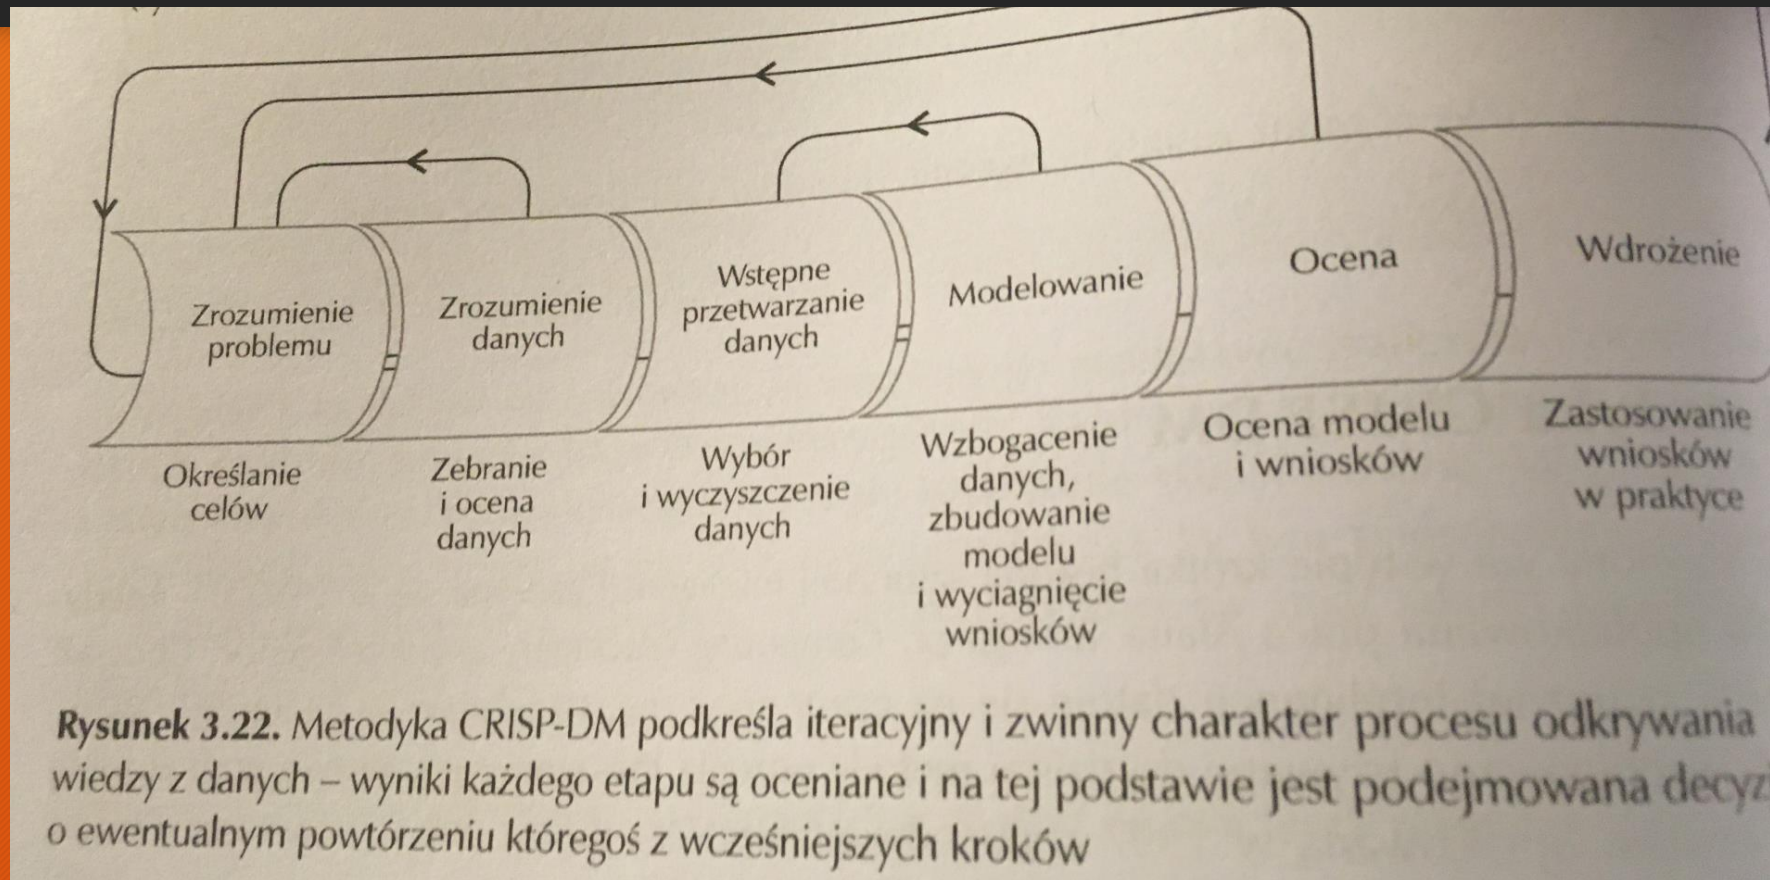 Zrozumienie
problemu
Zrozumienie
danych
Wstępne
przetwarzanie
danych
Modelowanie
Ocena
Wdrożenie
Określanie
celów
Zebranie
i ocena
danych
Wybór
i wyczyszczenie
danych
Wzbogacenie
danych,
zbudowanie
modelu
i wyciagnięcie
wniosków
Ocena modelu
i wniosków
Zastosowanie
wniosków
w praktyce
Rysunek 3.22. Metodyka CRISP-DM podkreśla iteracyjny i zwinny charakter procesu odkrywania
wiedzy z danych – wyniki każdego etapu są oceniane i na tej podstawie jest podejmowana
o ewentualnym powtórzeniu któregoś z wcześniejszych kroków